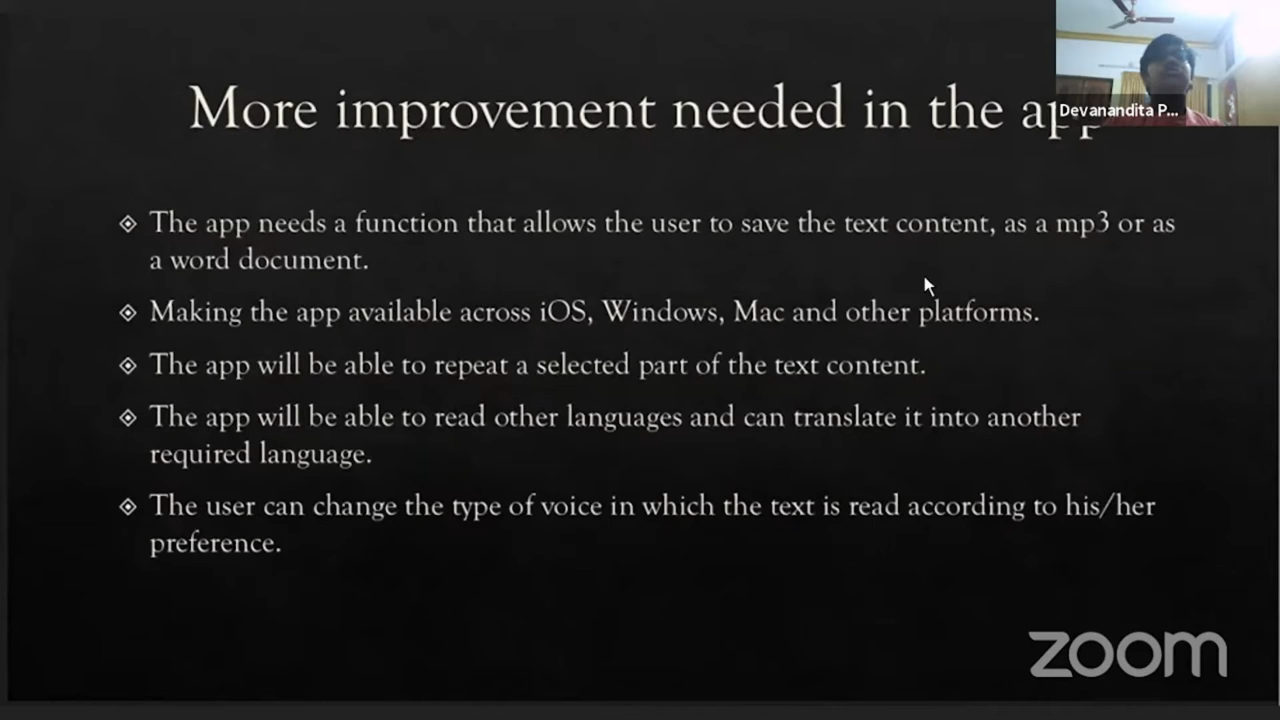 More improvement needed in the app
Devanandita P...
The app needs a function that allows the user to save the text content, as a mp3 or as
a word document.
Making the app available across iOS, Windows, Mac and other platforms.
The app will be able to repeat a selected part of the text content.
The app will be able to read other languages and can translate it into another
required language.
The user can change the type of voice in which the text is read according to his/her
preference.
zoom